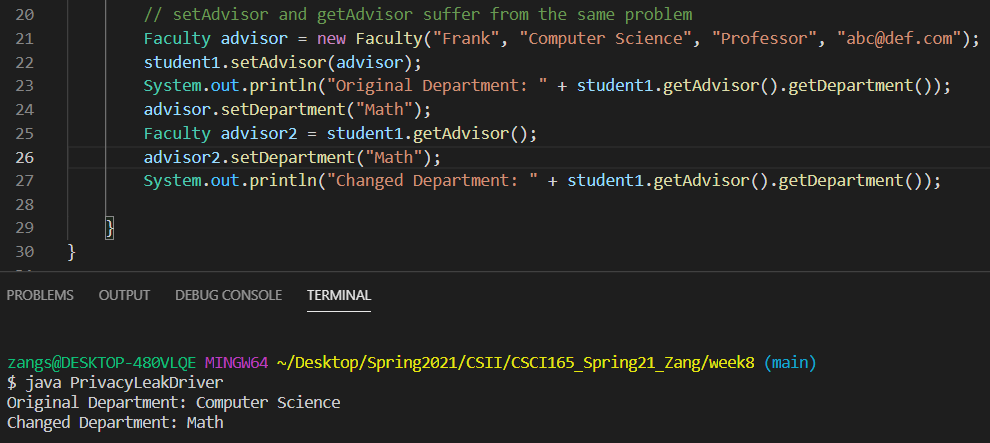 20 // setAdvisor and getAdvisor suffer from the same problem
21 Faculty advisor = new Faculty("Frank", "Computer Science", "Professor", "abc@def.com");
22 student1.setAdvisor(advisor);
23 System.out.println("Original Department: " + student1.getAdvisor().getDepartment());
24 advisor.setDepartment("Math");
25 Faculty advisor2 = student1.getAdvisor();
26 advisor2.setDepartment("Math");
27 System.out.println("Changed Department: " + student1.getAdvisor().getDepartment());
28
29 }
30 }
PROBLEMS OUTPUT DEBUG CONSOLE TERMINAL
zangs@DESKTOP-480VLQE MINGW64 ~/Desktop/Spring2021/CSII/CSCI165_Spring21_Zang/week8 (main)
$ java PrivacyLeakDriver
Original Department: Computer Science
Changed Department: Math